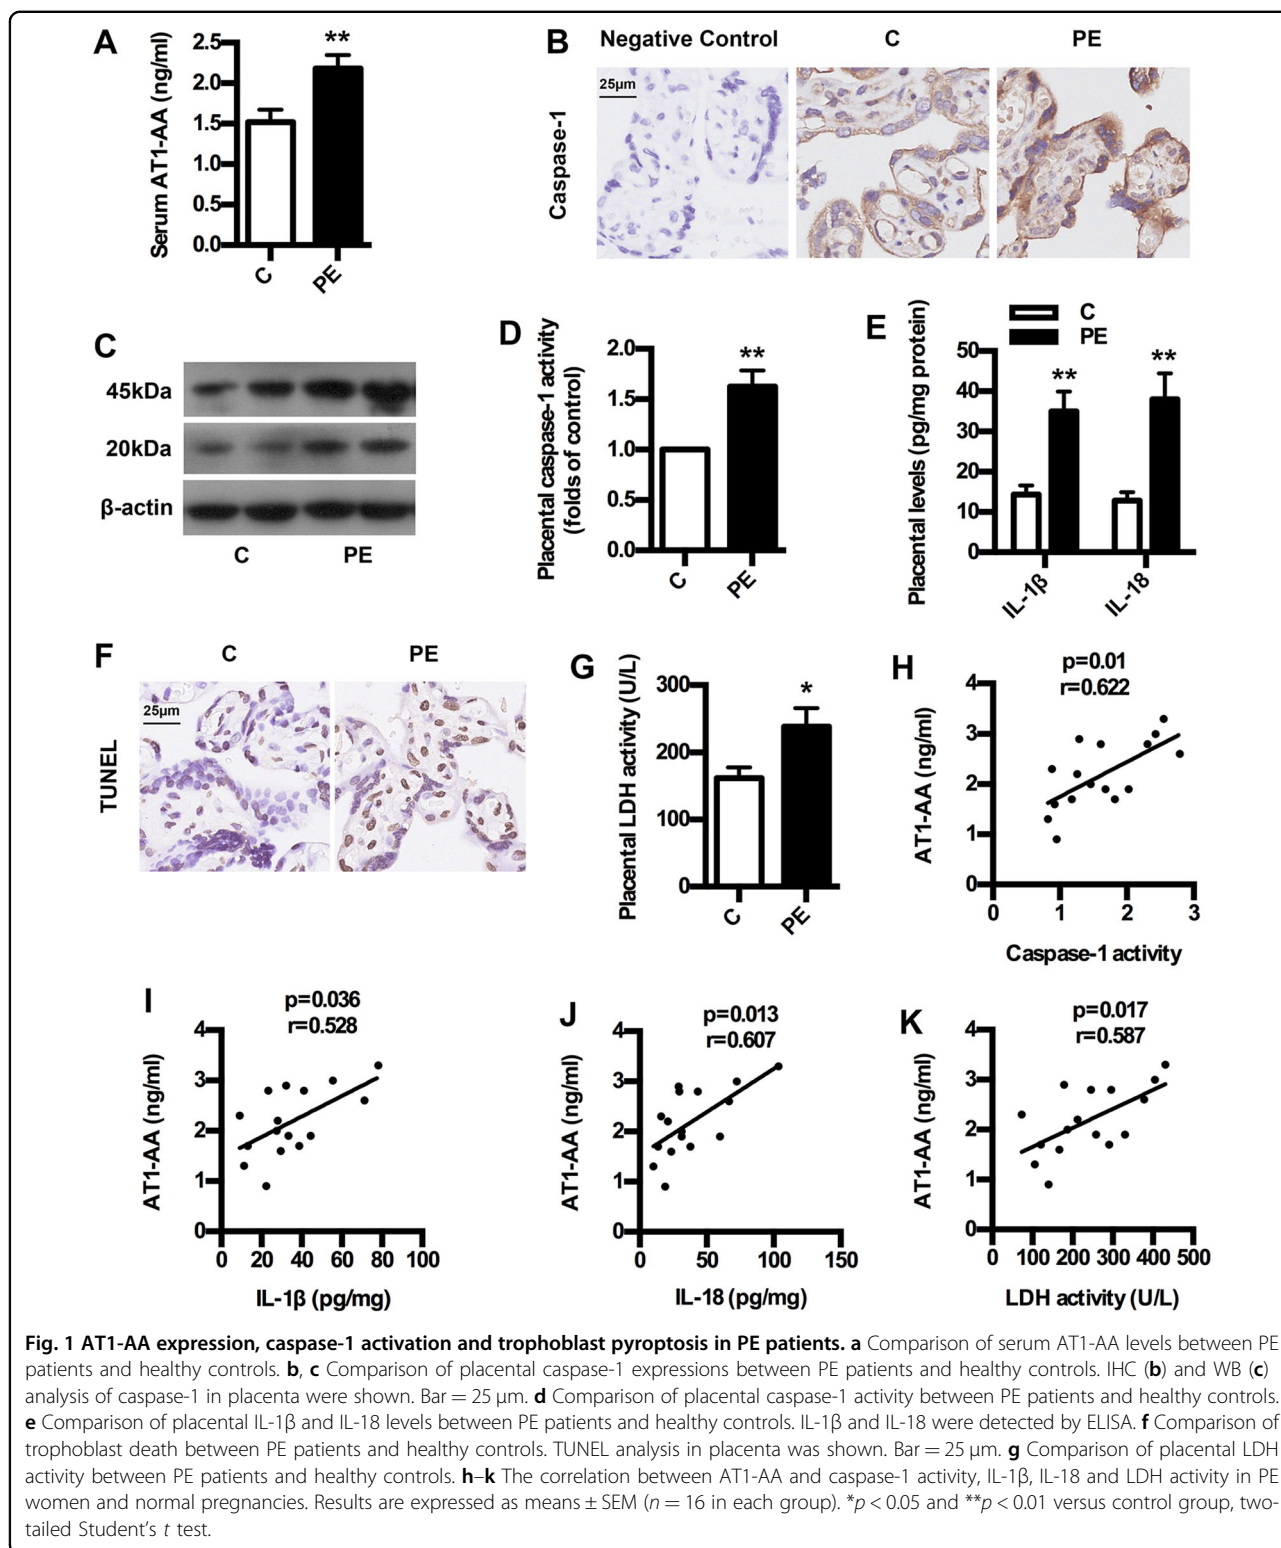 A
Serum AT1-AA (ng/ml)
2.5
2.0
1.5
1.0
0.5
0.0
**
C
PE
B
Negative Control
C
PE
Caspase-1
25μm
C
45kDa
20kDa
β-actin
C
PE
D
Placental caspase-1 activity
(folds of control)
2.0
1.5
1.0
0.5
0.0
**
C
PE
E
C
PE
Placental levels (pg/mg protein)
50
40
30
20
10
0
**
**
IL-1β
IL-18
F
C
PE
TUNEL
25μm
G
Placental LDH activity (U/L)
300
200
100
0
*
C
PE
H
p=0.01
r=0.622
AT1-AA (ng/ml)
4
3
2
1
0
0 1 2 3
Caspase-1 activity
I
p=0.036
r=0.528
AT1-AA (ng/ml)
4
3
2
1
0
0 20 40 60 80 100
IL-1β (pg/mg)
J
p=0.013
r=0.607
AT1-AA (ng/ml)
4
3
2
1
0
0 50 100 150
IL-18 (pg/mg)
K
p=0.017
r=0.587
AT1-AA (ng/ml)
4
3
2
1
0
0 100 200 300 400 500
LDH activity (U/L)
Fig. 1 AT1-AA expression, caspase-1 activation and trophoblast pyroptosis in PE patients. a Comparison of serum AT1-AA levels between PE
patients and healthy controls. b, c Comparison of placental caspase-1 expressions between PE patients and healthy controls. IHC (b) and WB (c)
analysis of caspase-1 in placenta were shown. Bar = 25 μm. d Comparison of placental caspase-1 activity between PE patients and healthy controls.
e Comparison of placental IL-1β and IL-18 levels between PE patients and healthy controls. IL-1β and IL-18 were detected by ELISA. f Comparison of
trophoblast death between PE patients and healthy controls. TUNEL analysis in placenta was shown. Bar = 25 μm. g Comparison of placental LDH
activity between PE patients and healthy controls. h–k The correlation between AT1-AA and caspase-1 activity, IL-1β, IL-18 and LDH activity in PE
women and normal pregnancies. Results are expressed as means ± SEM (n = 16 in each group). *p < 0.05 and **p < 0.01 versus control group, two-
tailed Student's t test.